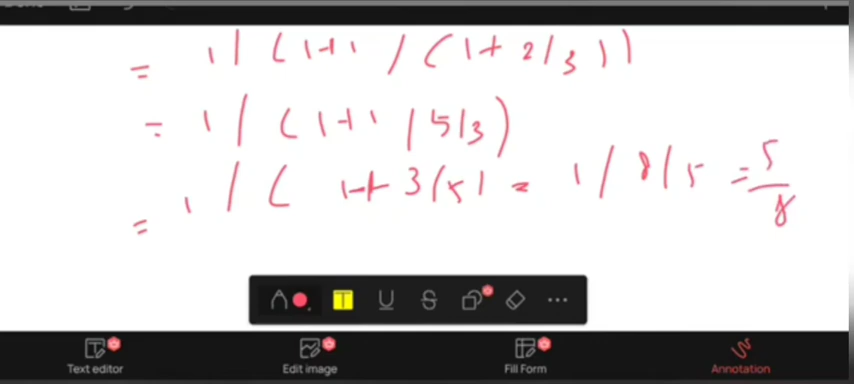 = 1/(1+1/(1+2/3))
= 1/(1+1/5/3)
= 1/(1+3/5) = 1/8/5 = 5/8
T U S
Text editor Edit image Fill Form Annotation